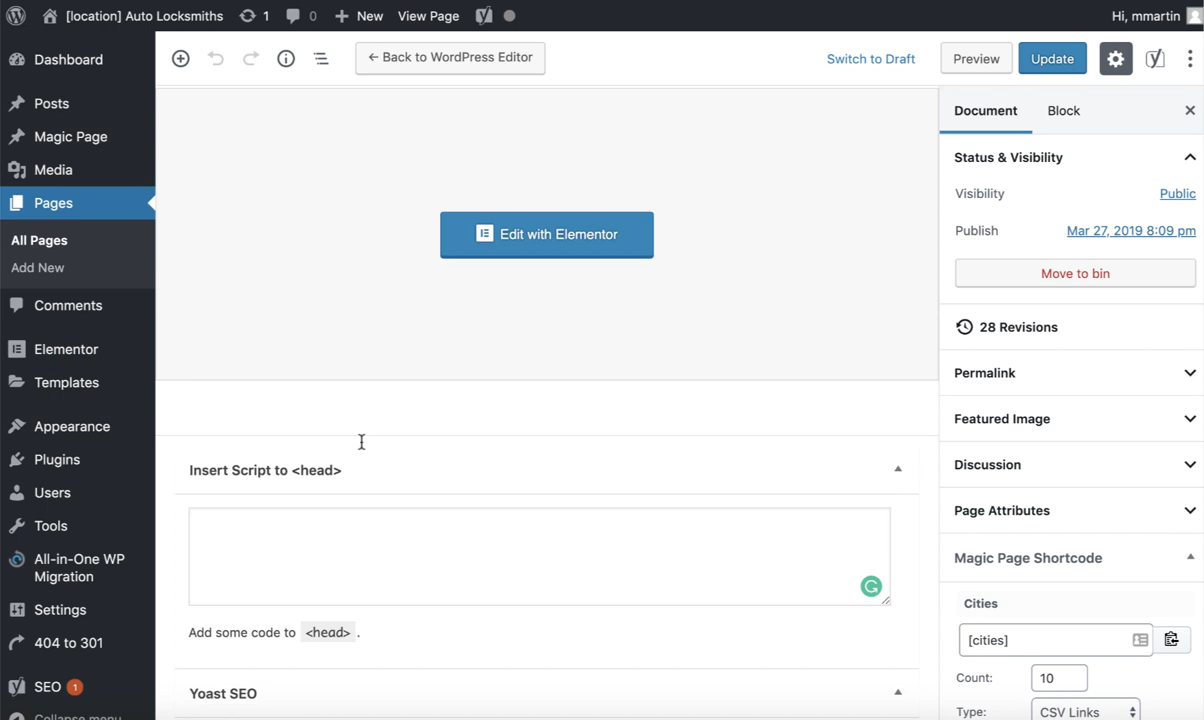 [location] Auto Locksmiths
1
0
New
View Page
Hi, mmartin
Dashboard
Posts
Magic Page
Media
Pages
All Pages
Add New
Comments
Elementor
Templates
Appearance
Plugins
Users
Tools
All-in-One WP
Migration
Settings
404 to 301
SEO 1
Collapse menu
← Back to WordPress Editor
Switch to Draft
Preview
Update
Edit with Elementor
Insert Script to <head>
Add some code to <head> .
Yoast SEO
Document
Block
Status & Visibility
Visibility
Public
Publish
Mar 27, 2019 8:09 pm
Move to bin
28 Revisions
Permalink
Featured Image
Discussion
Page Attributes
Magic Page Shortcode
Cities
[cities]
Count:
10
Type:
CSV Links